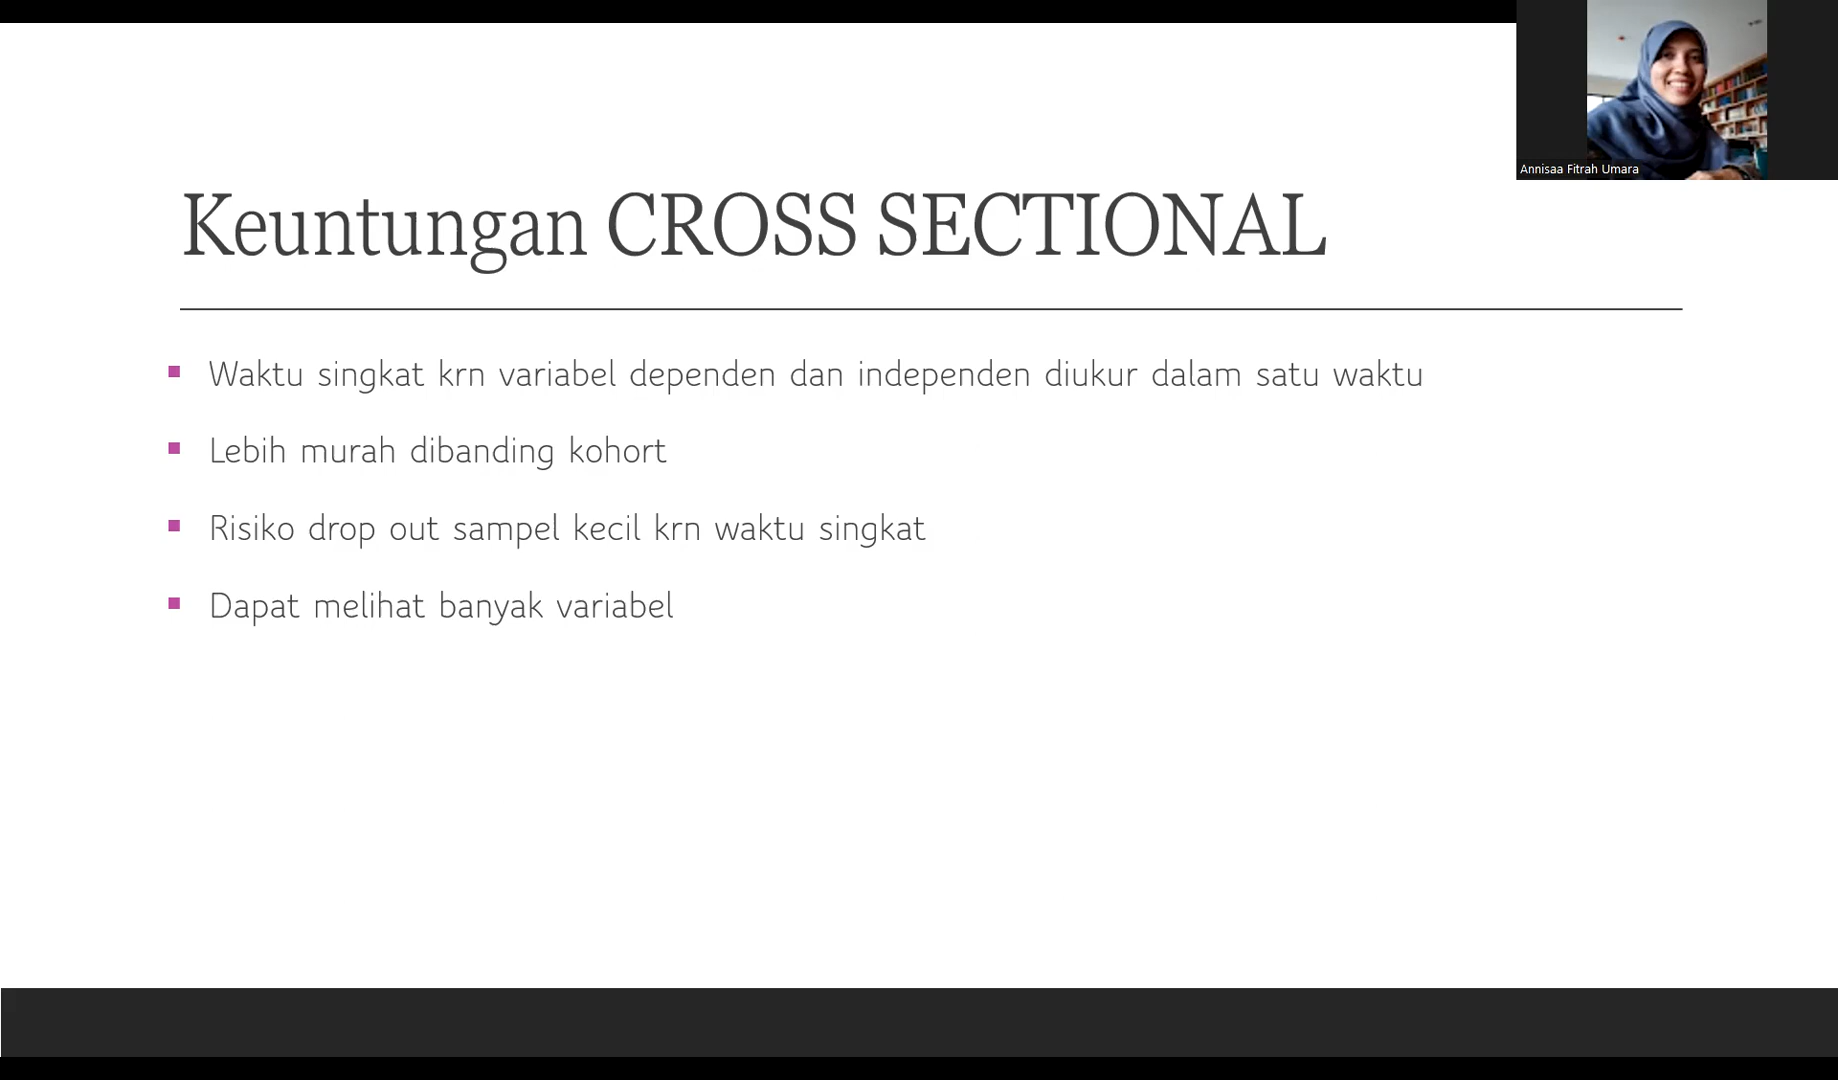 Annisaa Fitrah Umara
Keuntungan CROSS SECTIONAL
Waktu singkat krn variabel dependen dan independen diukur dalam satu waktu
Lebih murah dibanding kohort
Risiko drop out sampel kecil krn waktu singkat
Dapat melihat banyak variabel